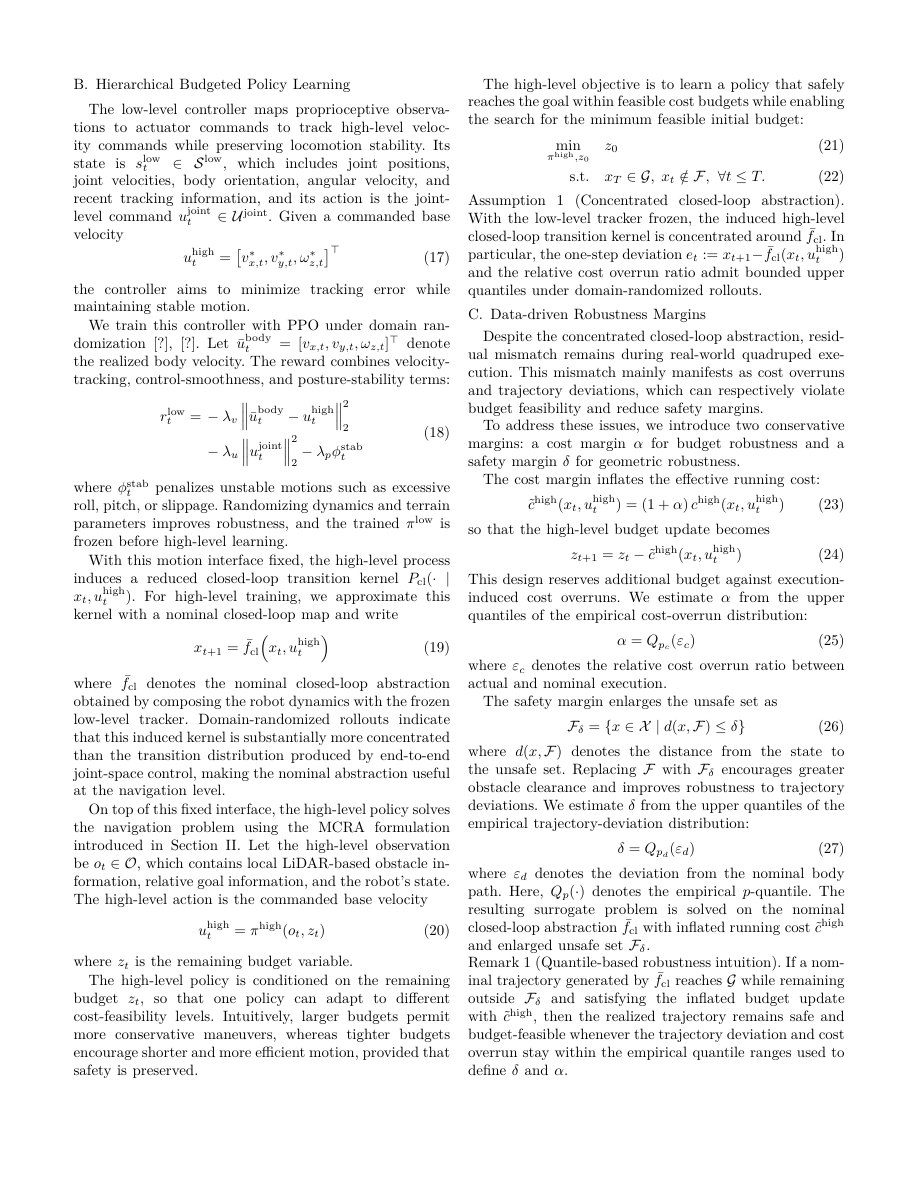 B. Hierarchical Budgeted Policy Learning
The low-level controller maps proprioceptive observa-
tions to actuator commands to track high-level veloc-
ity commands while preserving locomotion stability. Its
state is s_t^low ∈ S^low, which includes joint positions,
joint velocities, body orientation, angular velocity, and
recent tracking information, and its action is the joint-
level command u_t^joint ∈ U^joint. Given a commanded base
velocity
u_t^high = [v*_x,t, v*_y,t, ω*_z,t]^⊤ (17)
the controller aims to minimize tracking error while
maintaining stable motion.
We train this controller with PPO under domain ran-
domization [?], [?]. Let ū_t^body = [v_x,t, v_y,t, ω_z,t]^⊤ denote
the realized body velocity. The reward combines velocity-
tracking, control-smoothness, and posture-stability terms:
r_t^low = − λ_v ‖ū_t^body − u_t^high‖_2^2
− λ_u ‖u_t^joint‖_2^2 − λ_p ϕ_t^stab (18)
where ϕ_t^stab penalizes unstable motions such as excessive
roll, pitch, or slippage. Randomizing dynamics and terrain
parameters improves robustness, and the trained π^low is
frozen before high-level learning.
With this motion interface fixed, the high-level process
induces a reduced closed-loop transition kernel P_cl(· |
x_t, u_t^high). For high-level training, we approximate this
kernel with a nominal closed-loop map and write
x_t+1 = f̄_cl(x_t, u_t^high) (19)
where f̄_cl denotes the nominal closed-loop abstraction
obtained by composing the robot dynamics with the frozen
low-level tracker. Domain-randomized rollouts indicate
that this induced kernel is substantially more concentrated
than the transition distribution produced by end-to-end
joint-space control, making the nominal abstraction useful
at the navigation level.
On top of this fixed interface, the high-level policy solves
the navigation problem using the MCRA formulation
introduced in Section II. Let the high-level observation
be o_t ∈ O, which contains local LiDAR-based obstacle in-
formation, relative goal information, and the robot's state.
The high-level action is the commanded base velocity
u_t^high = π^high(o_t, z_t) (20)
where z_t is the remaining budget variable.
The high-level policy is conditioned on the remaining
budget z_t, so that one policy can adapt to different
cost-feasibility levels. Intuitively, larger budgets permit
more conservative maneuvers, whereas tighter budgets
encourage shorter and more efficient motion, provided that
safety is preserved.
The high-level objective is to learn a policy that safely
reaches the goal within feasible cost budgets while enabling
the search for the minimum feasible initial budget:
min_{π^high, z_0} z_0 (21)
s.t. x_T ∈ G, x_t ∉ F, ∀t ≤ T. (22)
Assumption 1 (Concentrated closed-loop abstraction).
With the low-level tracker frozen, the induced high-level
closed-loop transition kernel is concentrated around f̄_cl. In
particular, the one-step deviation e_t := x_t+1−f̄_cl(x_t, u_t^high)
and the relative cost overrun ratio admit bounded upper
quantiles under domain-randomized rollouts.
C. Data-driven Robustness Margins
Despite the concentrated closed-loop abstraction, resid-
ual mismatch remains during real-world quadruped exe-
cution. This mismatch mainly manifests as cost overruns
and trajectory deviations, which can respectively violate
budget feasibility and reduce safety margins.
To address these issues, we introduce two conservative
margins: a cost margin α for budget robustness and a
safety margin δ for geometric robustness.
The cost margin inflates the effective running cost:
c̃^high(x_t, u_t^high) = (1 + α) c^high(x_t, u_t^high) (23)
so that the high-level budget update becomes
z_t+1 = z_t − c̃^high(x_t, u_t^high) (24)
This design reserves additional budget against execution-
induced cost overruns. We estimate α from the upper
quantiles of the empirical cost-overrun distribution:
α = Q_{p_c}(ε_c) (25)
where ε_c denotes the relative cost overrun ratio between
actual and nominal execution.
The safety margin enlarges the unsafe set as
F_δ = {x ∈ X | d(x, F) ≤ δ} (26)
where d(x, F) denotes the distance from the state to
the unsafe set. Replacing F with F_δ encourages greater
obstacle clearance and improves robustness to trajectory
deviations. We estimate δ from the upper quantiles of the
empirical trajectory-deviation distribution:
δ = Q_{p_d}(ε_d) (27)
where ε_d denotes the deviation from the nominal body
path. Here, Q_p(·) denotes the empirical p-quantile. The
resulting surrogate problem is solved on the nominal
closed-loop abstraction f̄_cl with inflated running cost c̃^high
and enlarged unsafe set F_δ.
Remark 1 (Quantile-based robustness intuition). If a nom-
inal trajectory generated by f̄_cl reaches G while remaining
outside F_δ and satisfying the inflated budget update
with c̃^high, then the realized trajectory remains safe and
budget-feasible whenever the trajectory deviation and cost
overrun stay within the empirical quantile ranges used to
define δ and α.